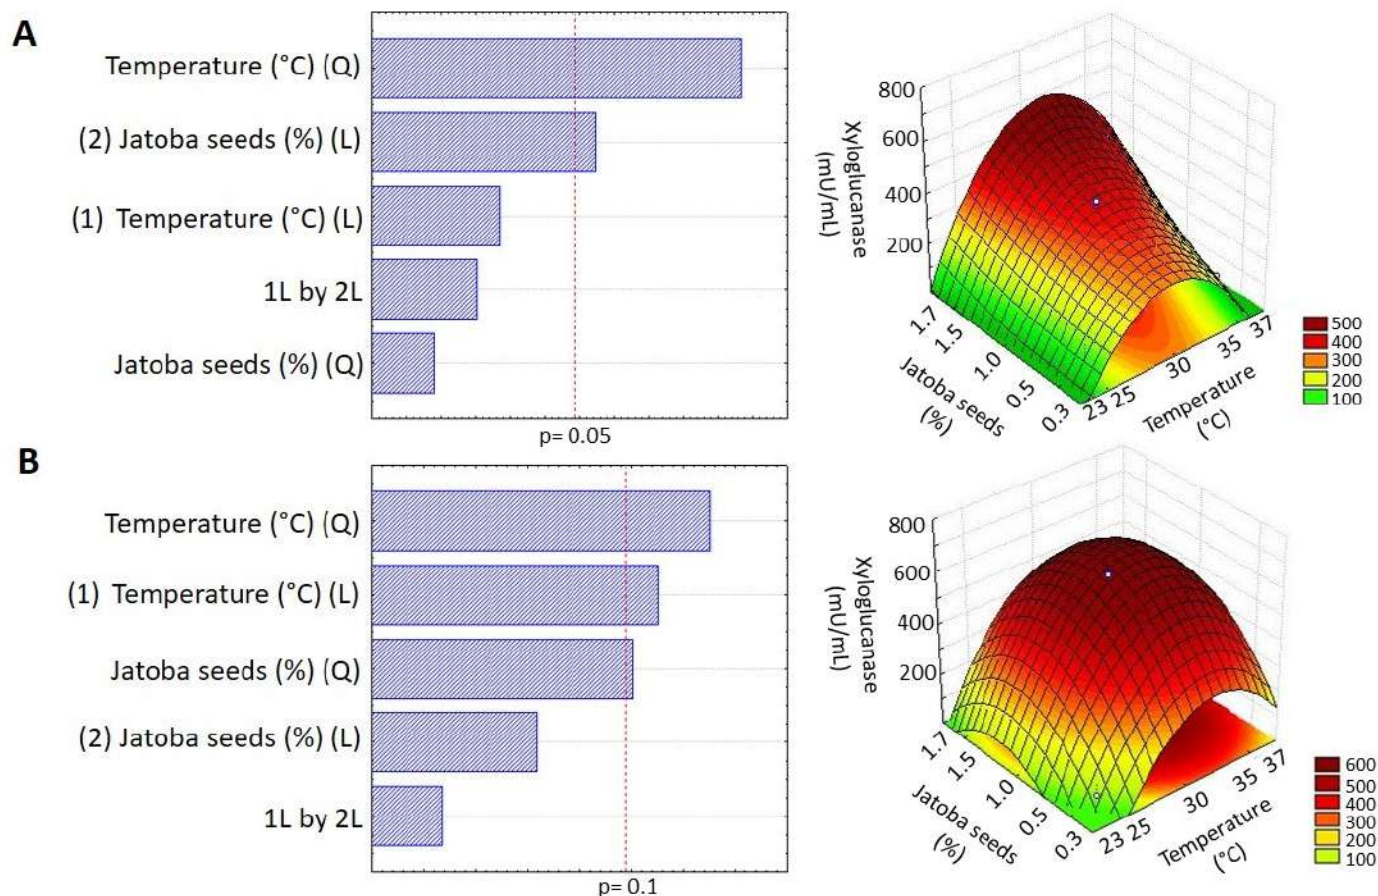 A
Temperature (°C) (Q)
(2) Jatoba seeds (%) (L)
(1) Temperature (°C) (L)
1L by 2L
Jatoba seeds (%) (Q)
p= 0.05
Xyloglucanase
(mU/mL)
800
600
400
200
1.7
1.5
1.0
0.5
0.3
Jatoba seeds
(%)
23
25
30
35
37
Temperature
(°C)
500
400
300
200
100
B
Temperature (°C) (Q)
(1) Temperature (°C) (L)
Jatoba seeds (%) (Q)
(2) Jatoba seeds (%) (L)
1L by 2L
p= 0.1
Xyloglucanase
(mU/mL)
800
600
400
200
1.7
1.5
1.0
0.5
0.3
Jatoba seeds
(%)
23
25
30
35
37
Temperature
(°C)
600
500
400
300
200
100